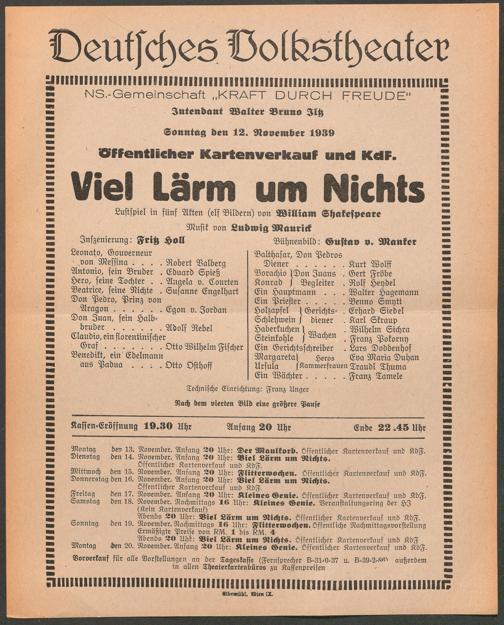 Deutsches Volkstheater
NS.-Gemeinschaft „KRAFT DURCH FREUDE"
Intendant Walter Bruno Iltz
Sonntag den 12. November 1939
Öffentlicher Kartenverkauf und KdF.
Viel Lärm um Nichts
Lustspiel in fünf Akten (elf Bildern) von William Shakespeare
Musik von Ludwig Maurick
Inszenierung: Fritz Holl
Bühnenbild: Gustav v. Manker
Leonato, Gouverneur
von Messina . . . . Robert Valberg
Antonio, sein Bruder . Eduard Spieß
Hero, seine Tochter . . Angela v. Courten
Beatrice, seine Nichte . Susanne Engelhart
Don Pedro, Prinz von
Aragon . . . . . . Egon v. Jordan
Don Juan, sein Halb-
bruder . . . . . . Adolf Rebel
Claudio, ein florentinischer
Graf . . . . . . . Otto Wilhelm Fischer
Benedikt, ein Edelmann
aus Padua . . . . Otto Osthoff
Balthasar, Don Pedros
Diener . . . . . . Kurt Wolff
Borachio } Don Juans . Gert Fröbe
Konrad } Begleiter . Rolf Hendel
Ein Hauptmann . . . Walter Hagemann
Ein Priester . . . . . Benno Smytt
Holzapfel } Gerichts- . Erhard Siedel
Schlehwein } diener . Karl Skraup
Haberkuchen } Wachen . Wilhelm Sichra
Steinkohle } Franz Pokorny
Ein Gerichtsschreiber . Lars Doddenhof
Margareta } Heros Eva Maria Duhan
Ursula } Kammerfrauen Traudl Thuma
Ein Wächter . . . . . Franz Tamele
Technische Einrichtung: Franz Unger
Nach dem vierten Bild eine größere Pause
Kassen-Eröffnung 19.30 Uhr Anfang 20 Uhr Ende 22.45 Uhr
Montag den 13. November. Anfang 20 Uhr: Der Maulkorb. Öffentlicher Kartenverkauf und KdF.
Dienstag den 14. November. Anfang 20 Uhr: Viel Lärm um Nichts.
Öffentlicher Kartenverkauf und KdF.
Mittwoch den 15. November. Anfang 20 Uhr: Flitterwochen. Öffentlicher Kartenverkauf und KdF.
Donnerstag den 16. November. Anfang 20 Uhr: Viel Lärm um Nichts.
Öffentlicher Kartenverkauf und KdF.
Freitag den 17. November. Anfang 20 Uhr: Kleines Genie. Öffentlicher Kartenverkauf und KdF.
Samstag den 18. November. Nachmittags 16 Uhr: Kleines Genie. Veranstaltungsring der HJ
(Kein Kartenverkauf)
Abends 20 Uhr: Viel Lärm um Nichts. Öffentlicher Kartenverkauf und KdF
Sonntag den 19. November. Nachmittags 16 Uhr: Flitterwochen. Öffentliche Nachmittagsvorstellung
Ermäßigte Preise von RM. 1 bis RM. 4
Abends 20 Uhr: Viel Lärm um Nichts. Öffentlicher Kartenverkauf und KdF.
Montag den 20. November. Anfang 20 Uhr: Kleines Genie. Öffentlicher Kartenverkauf und KdF.
Vorverkauf für alle Vorstellungen an der Tageskasse (Fernsprecher B-31-0-37 u. B-39-2-80) außerdem
in allen Theaterkartenbüros zu Kassenpreisen
Elbemühl, Wien IX.